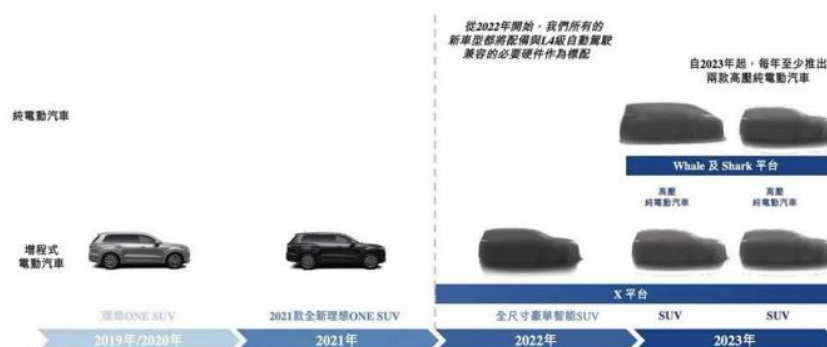 從2022年開始，我們所有的
新車型都將配備與L4級自動駕駛
兼容的必要硬件作為標配
自2023年起，每年至少推出
兩款高壓純電動汽車
純電動汽車
Whale 及 Shark 平台
高壓
純電動汽車
高壓
純電動汽車
增程式
電動汽車
X 平台
理想ONE SUV
2021款全新理想ONE SUV
全尺寸豪華智能SUV
SUV
SUV
2019年/2020年
2021年
2022年
2023年